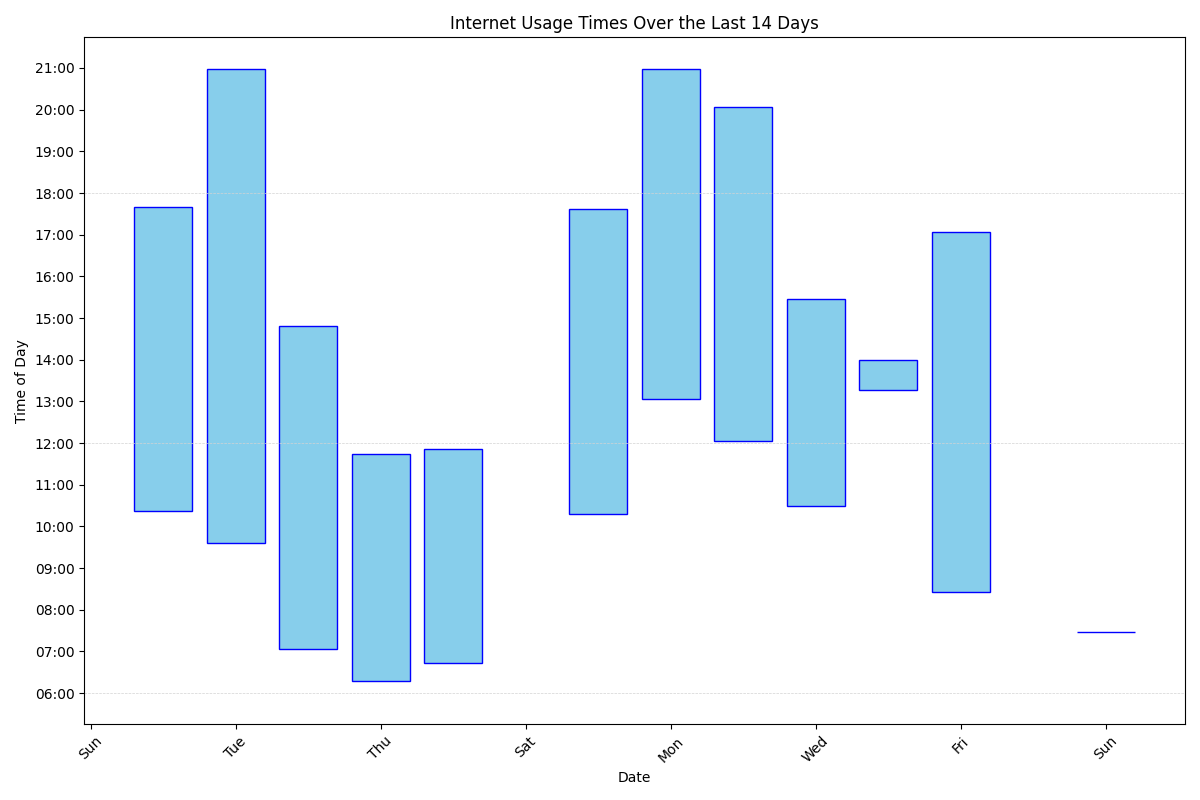 Internet Usage Times Over the Last 14 Days
21:00
20:00
19:00
18:00
17:00
16:00
15:00
14:00
13:00
12:00
11:00
10:00
09:00
08:00
07:00
06:00
Time of Day
Sun
Tue
Thu
Sat
Mon
Wed
Fri
Sun
Date